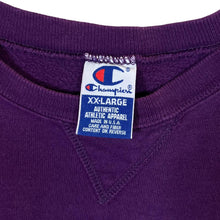 Champion
XX-LARGE
AUTHENTIC
ATHLETIC APPAREL
MADE IN U.S.A.
CARE AND FIBER
CONTENT ON REVERSE